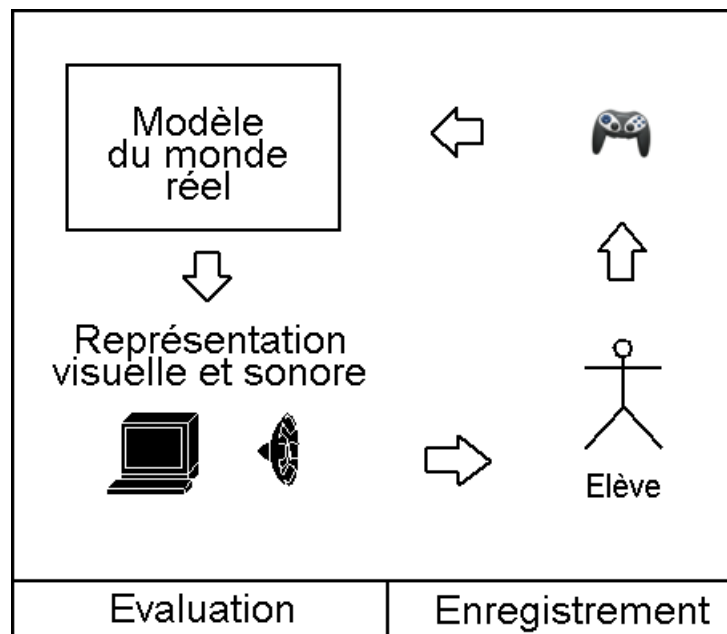 Modèle
du monde
réel
Représentation
visuelle et sonore
Elève
Evaluation
Enregistrement